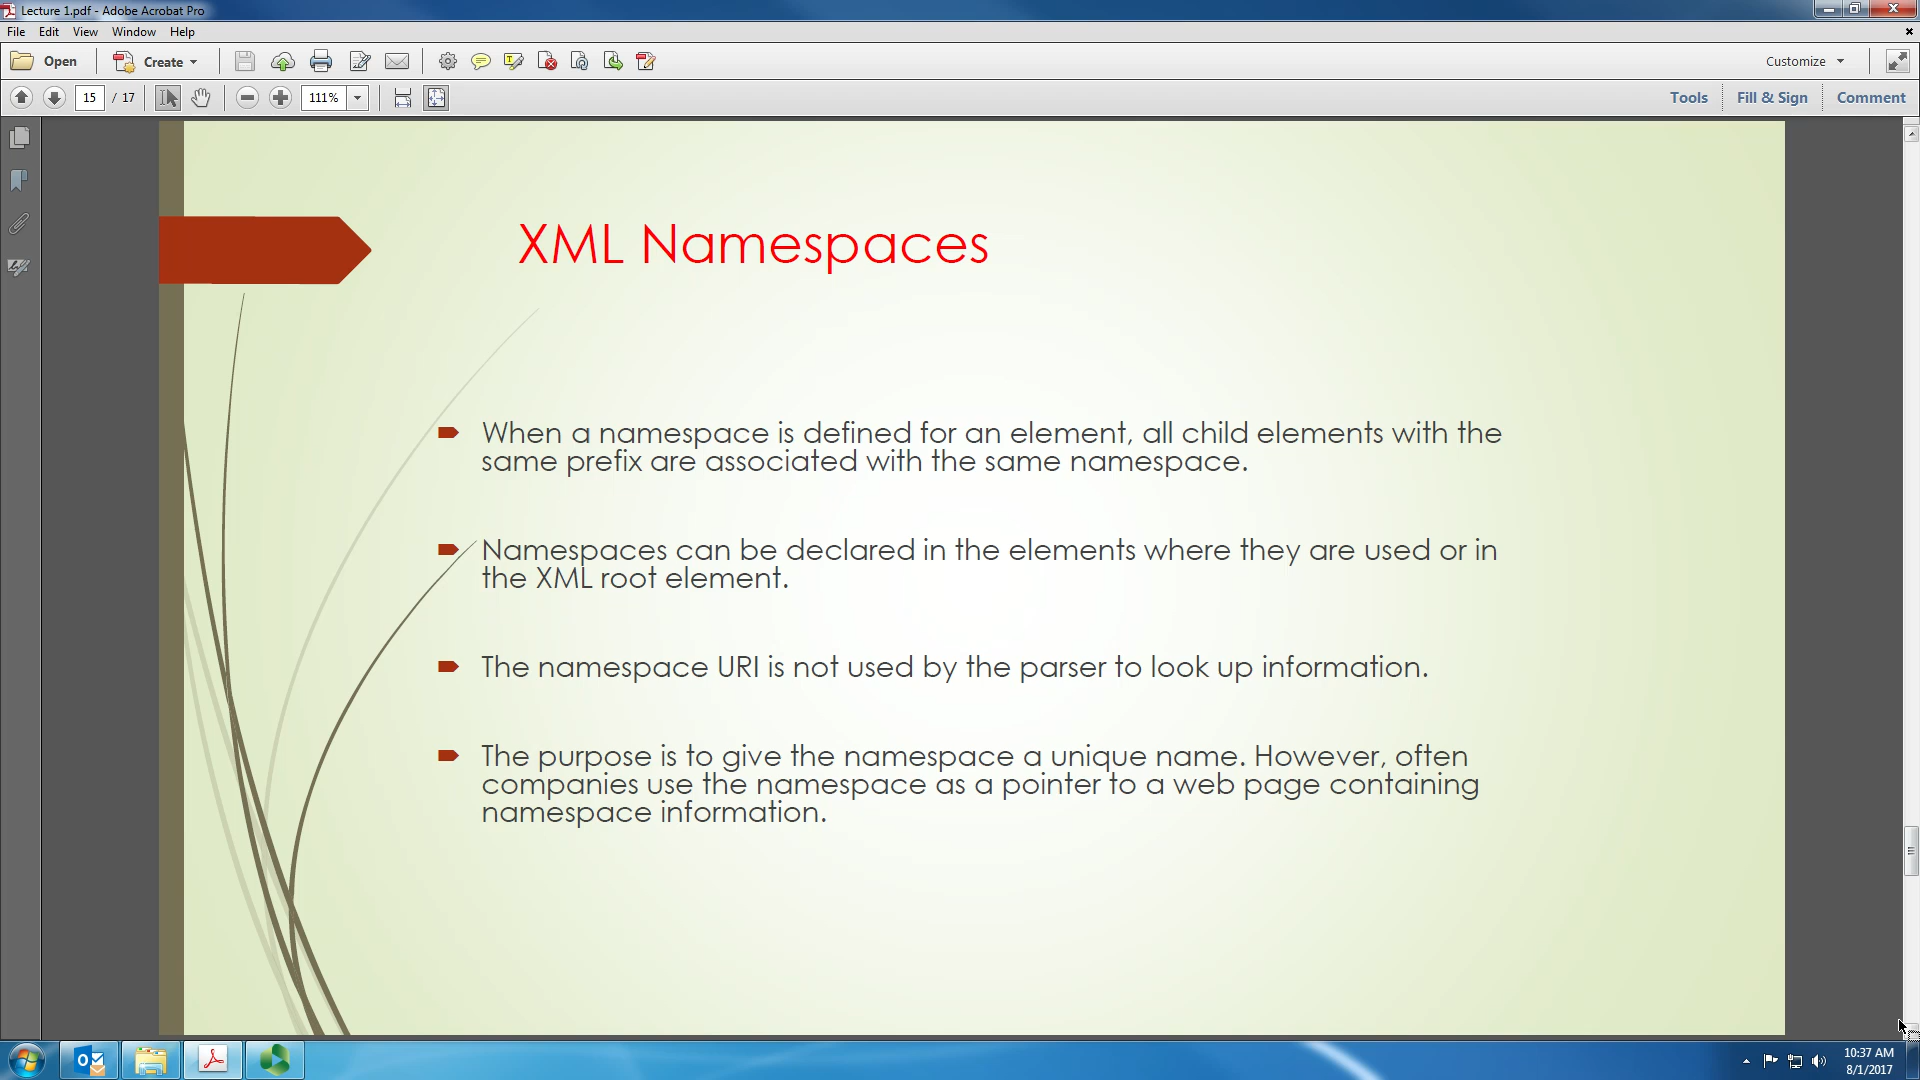 Lecture 1.pdf - Adobe Acrobat Pro
File Edit View Window Help
Open Create Customize
15 / 17 111% Tools Fill & Sign Comment
XML Namespaces
When a namespace is defined for an element, all child elements with the
same prefix are associated with the same namespace.
Namespaces can be declared in the elements where they are used or in
the XML root element.
The namespace URI is not used by the parser to look up information.
The purpose is to give the namespace a unique name. However, often
companies use the namespace as a pointer to a web page containing
namespace information.
10:37 AM
8/1/2017